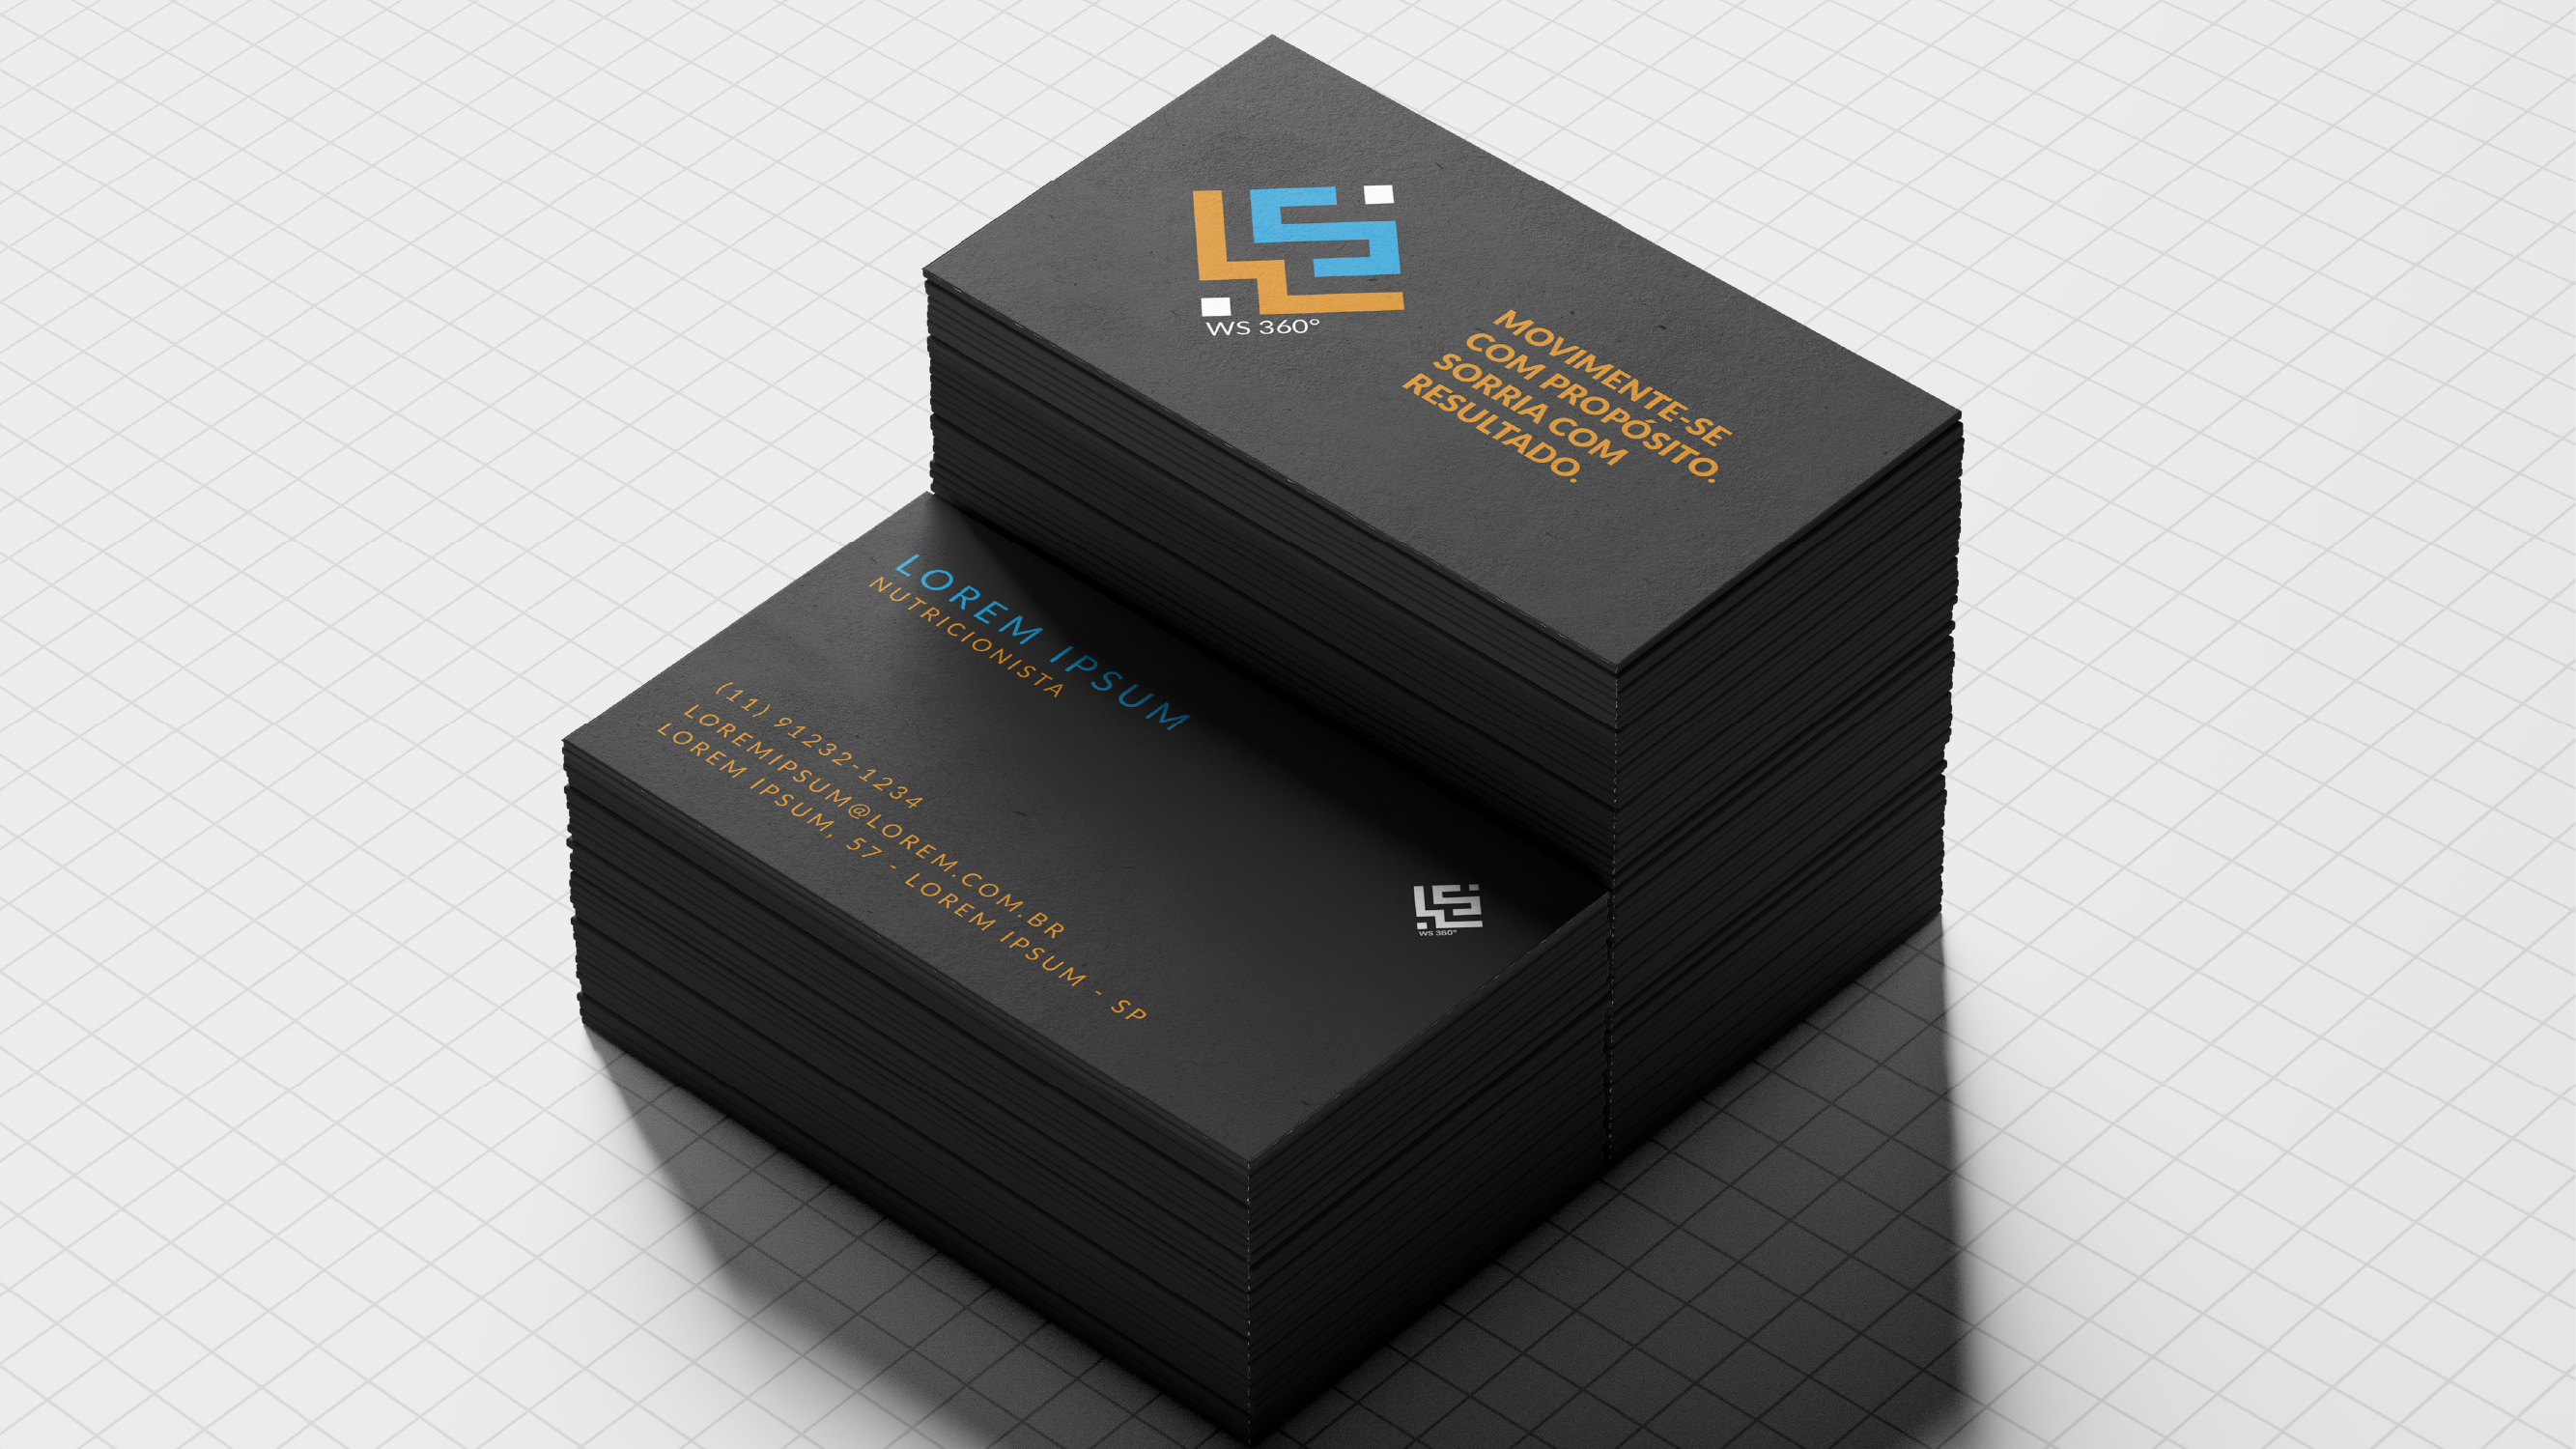 WS 360°
MOVIMENTE-SE
COM PROPÓSITO.
SORRIA COM
RESULTADO.
LOREM IPSUM
NUTRICIONISTA
(11) 91232-1234
LOREMIPSUM@LOREM.COM.BR
LOREM IPSUM, 57 - LOREM IPSUM - SP
WS 360°